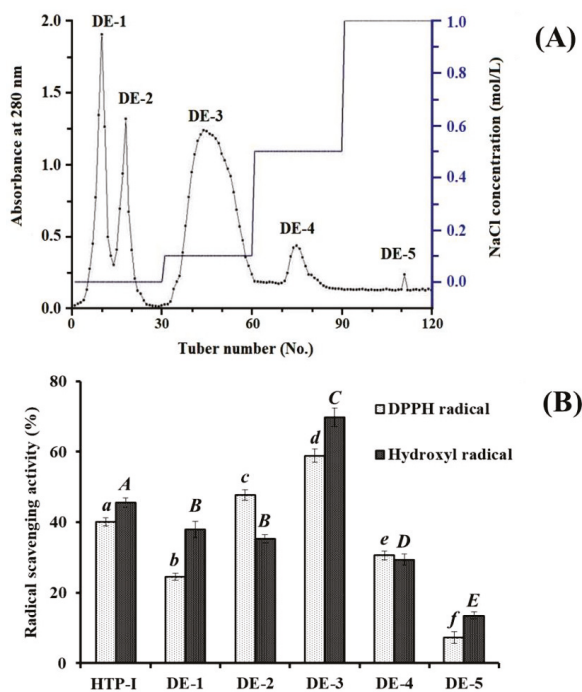 (A)
Absorbance at 280 nm
2.0
1.5
1.0
0.5
0.0
DE-1
DE-2
DE-3
DE-4
DE-5
0
30
60
90
120
Tuber number (No.)
1.0
0.8
0.6
0.4
0.2
0.0
NaCl concentration (mol/L)
(B)
Radical scavenging activity (%)
80
60
40
20
0
DPPH radical
Hydroxyl radical
a A
b B
c B
d C
e D
f E
HTP-I DE-1 DE-2 DE-3 DE-4 DE-5